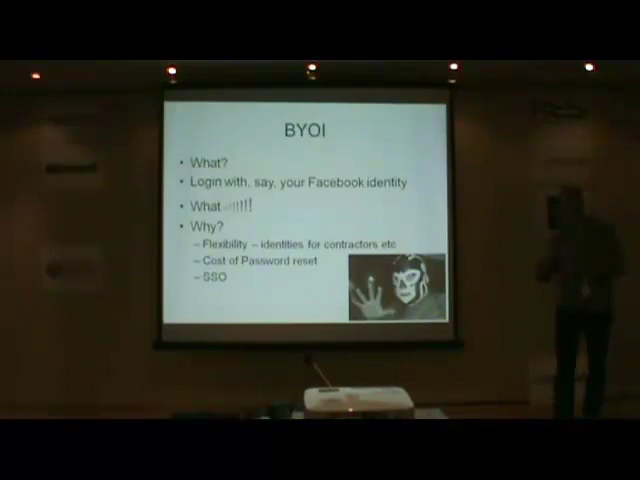 BYOI
• What?
• Login with, say, your Facebook identity
• What !!!!!!!
• Why?
– Flexibility – identities for contractors etc
– Cost of Password reset
– SSO